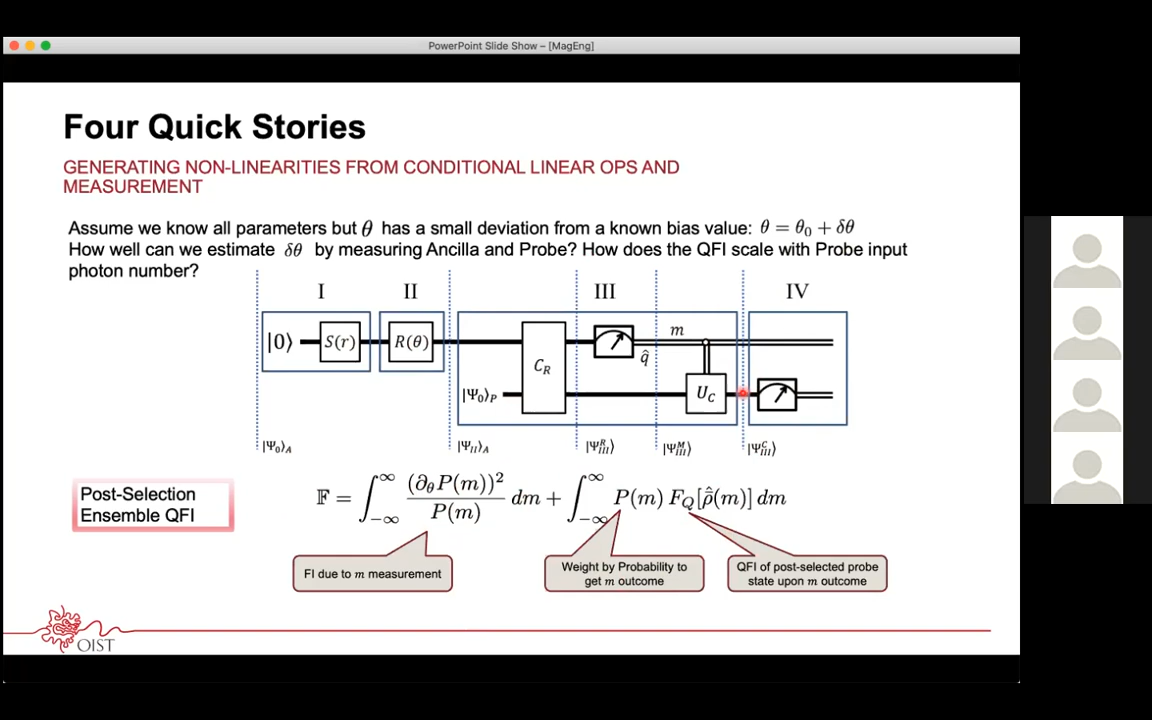 PowerPoint Slide Show – [MagEng]
Four Quick Stories
GENERATING NON-LINEARITIES FROM CONDITIONAL LINEAR OPS AND
MEASUREMENT
Assume we know all parameters but θ has a small deviation from a known bias value: θ = θ₀ + δθ
How well can we estimate δθ by measuring Ancilla and Probe? How does the QFI scale with Probe input
photon number?
I II III IV
|0⟩ S(r) R(θ) C_R q̂ m
|Ψ₀⟩_P U_C
|Ψ₀⟩_A |Ψ_II⟩_A |Ψ_III^R⟩ |Ψ_III^M⟩ |Ψ_III^C⟩
Post-Selection
Ensemble QFI
𝔽 = ∫_{-∞}^{∞} (∂_θ P(m))² / P(m) dm + ∫_{-∞}^{∞} P(m) F_Q[ρ̂̄(m)] dm
FI due to m measurement
Weight by Probability to
get m outcome
QFI of post-selected probe
state upon m outcome
OIST